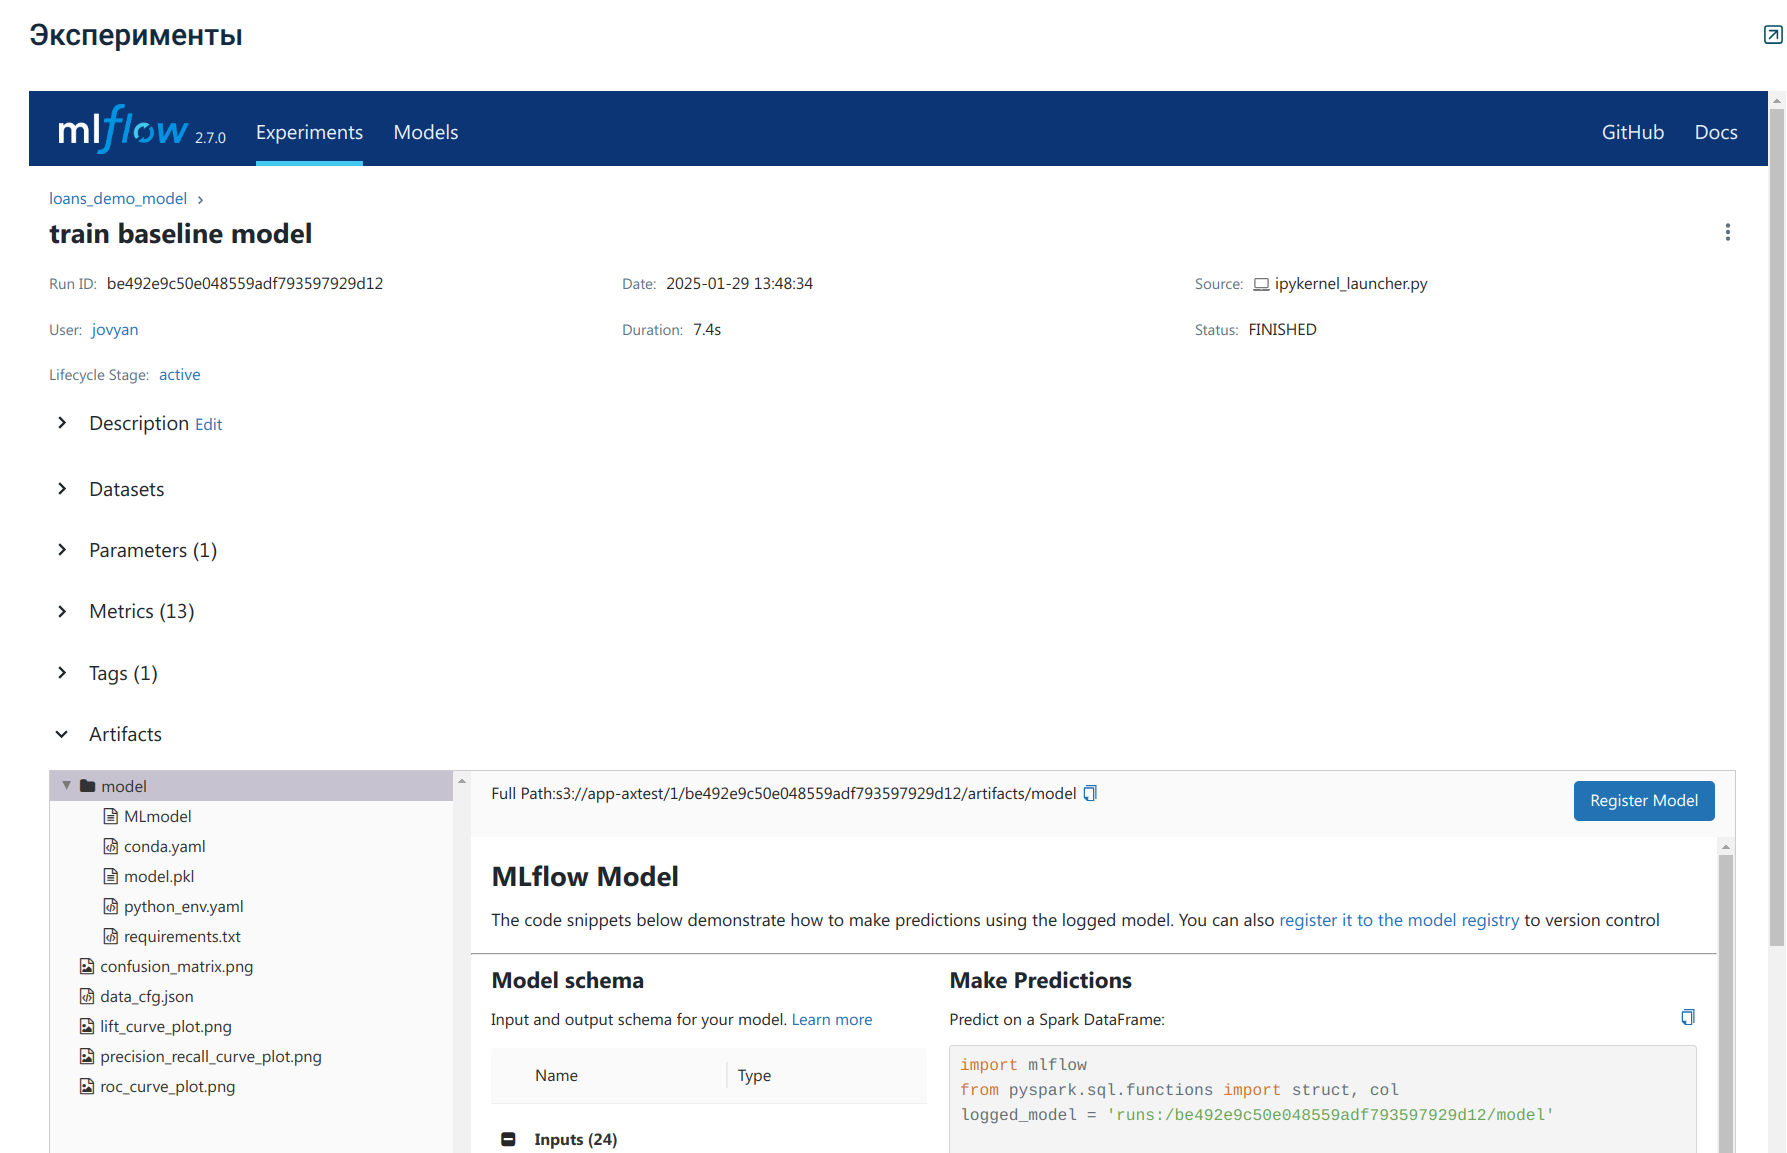 Эксперименты
mlflow 2.7.0 Experiments Models GitHub Docs
loans_demo_model
train baseline model
Run ID: be492e9c50e048559adf793597929d12 Date: 2025-01-29 13:48:34 Source: ipykernel_launcher.py
User: jovyan Duration: 7.4s Status: FINISHED
Lifecycle Stage: active
Description Edit
Datasets
Parameters (1)
Metrics (13)
Tags (1)
Artifacts
model
MLmodel
conda.yaml
model.pkl
python_env.yaml
requirements.txt
confusion_matrix.png
data_cfg.json
lift_curve_plot.png
precision_recall_curve_plot.png
roc_curve_plot.png
Full Path:s3://app-axtest/1/be492e9c50e048559adf793597929d12/artifacts/model
Register Model
MLflow Model
The code snippets below demonstrate how to make predictions using the logged model. You can also register it to the model registry to version control
Model schema
Input and output schema for your model. Learn more
Name Type
Inputs (24)
Make Predictions
Predict on a Spark DataFrame:
import mlflow
from pyspark.sql.functions import struct, col
logged_model = 'runs:/be492e9c50e048559adf793597929d12/model'